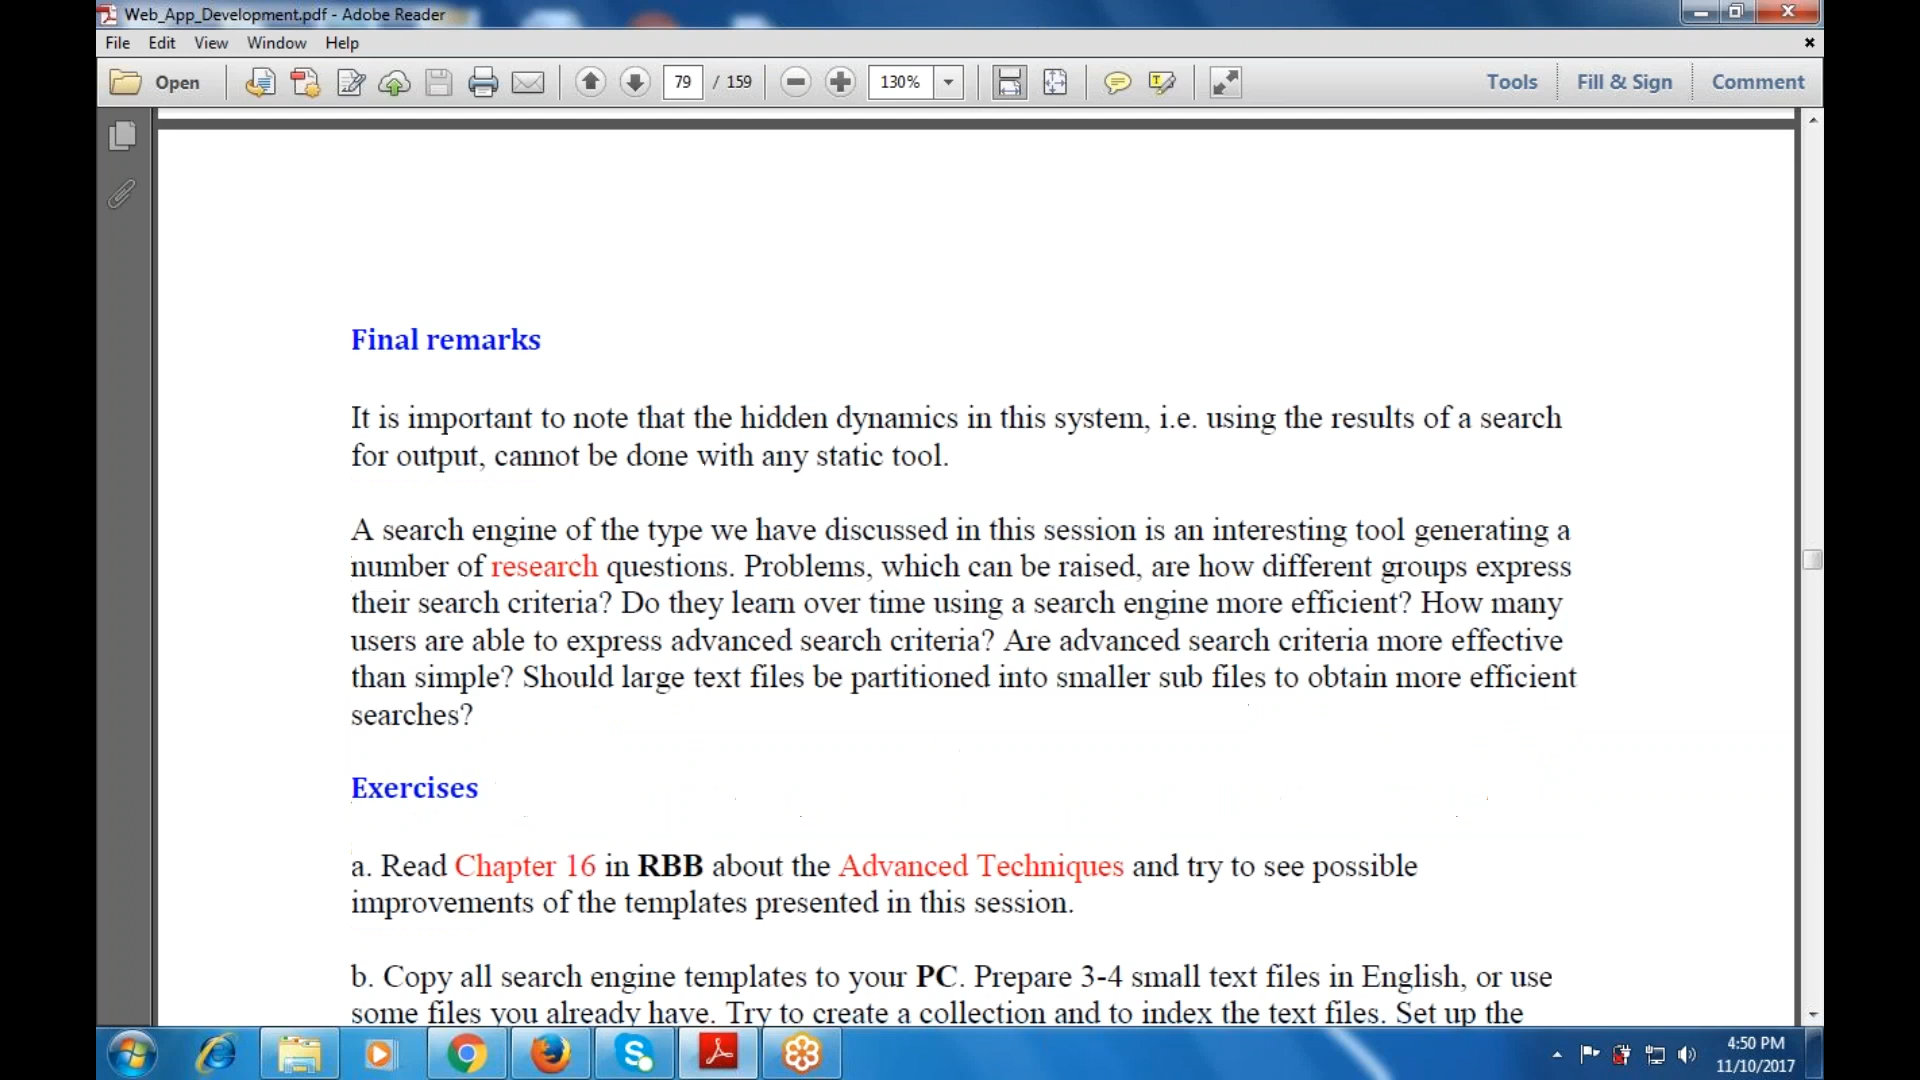 Web_App_Development.pdf - Adobe Reader
File Edit View Window Help
Open 79 / 159 130% Tools Fill & Sign Comment
Final remarks
It is important to note that the hidden dynamics in this system, i.e. using the results of a search
for output, cannot be done with any static tool.
A search engine of the type we have discussed in this session is an interesting tool generating a
number of research questions. Problems, which can be raised, are how different groups express
their search criteria? Do they learn over time using a search engine more efficient? How many
users are able to express advanced search criteria? Are advanced search criteria more effective
than simple? Should large text files be partitioned into smaller sub files to obtain more efficient
searches?
Exercises
a. Read Chapter 16 in RBB about the Advanced Techniques and try to see possible
improvements of the templates presented in this session.
b. Copy all search engine templates to your PC. Prepare 3-4 small text files in English, or use
some files you already have. Try to create a collection and to index the text files. Set up the
4:50 PM
11/10/2017